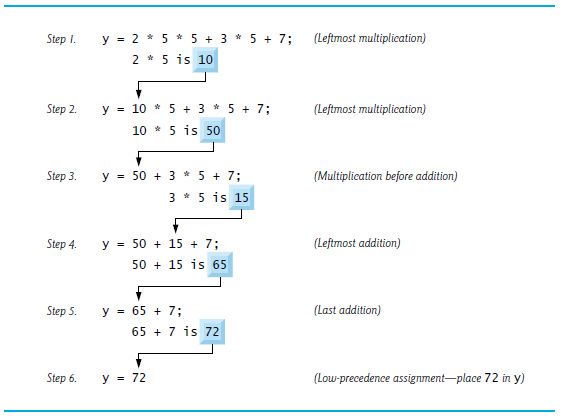 Step 1. y = 2 * 5 * 5 + 3 * 5 + 7; (Leftmost multiplication)
2 * 5 is 10
Step 2. y = 10 * 5 + 3 * 5 + 7; (Leftmost multiplication)
10 * 5 is 50
Step 3. y = 50 + 3 * 5 + 7; (Multiplication before addition)
3 * 5 is 15
Step 4. y = 50 + 15 + 7; (Leftmost addition)
50 + 15 is 65
Step 5. y = 65 + 7; (Last addition)
65 + 7 is 72
Step 6. y = 72 (Low-precedence assignment—place 72 in y)